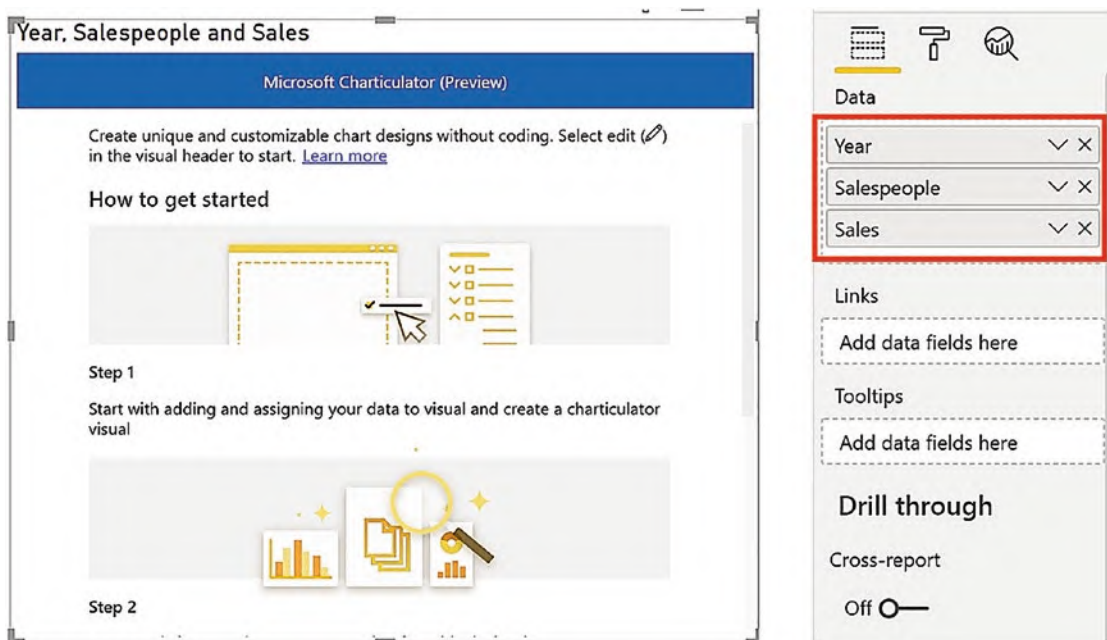 Year, Salespeople and Sales
Microsoft Charticulator (Preview)
Create unique and customizable chart designs without coding. Select edit ()
in the visual header to start. Learn more
How to get started
Step 1
Start with adding and assigning your data to visual and create a charticulator
visual
Step 2
Data
Year
Salespeople
Sales
Links
Add data fields here
Tooltips
Add data fields here
Drill through
Cross-report
Off